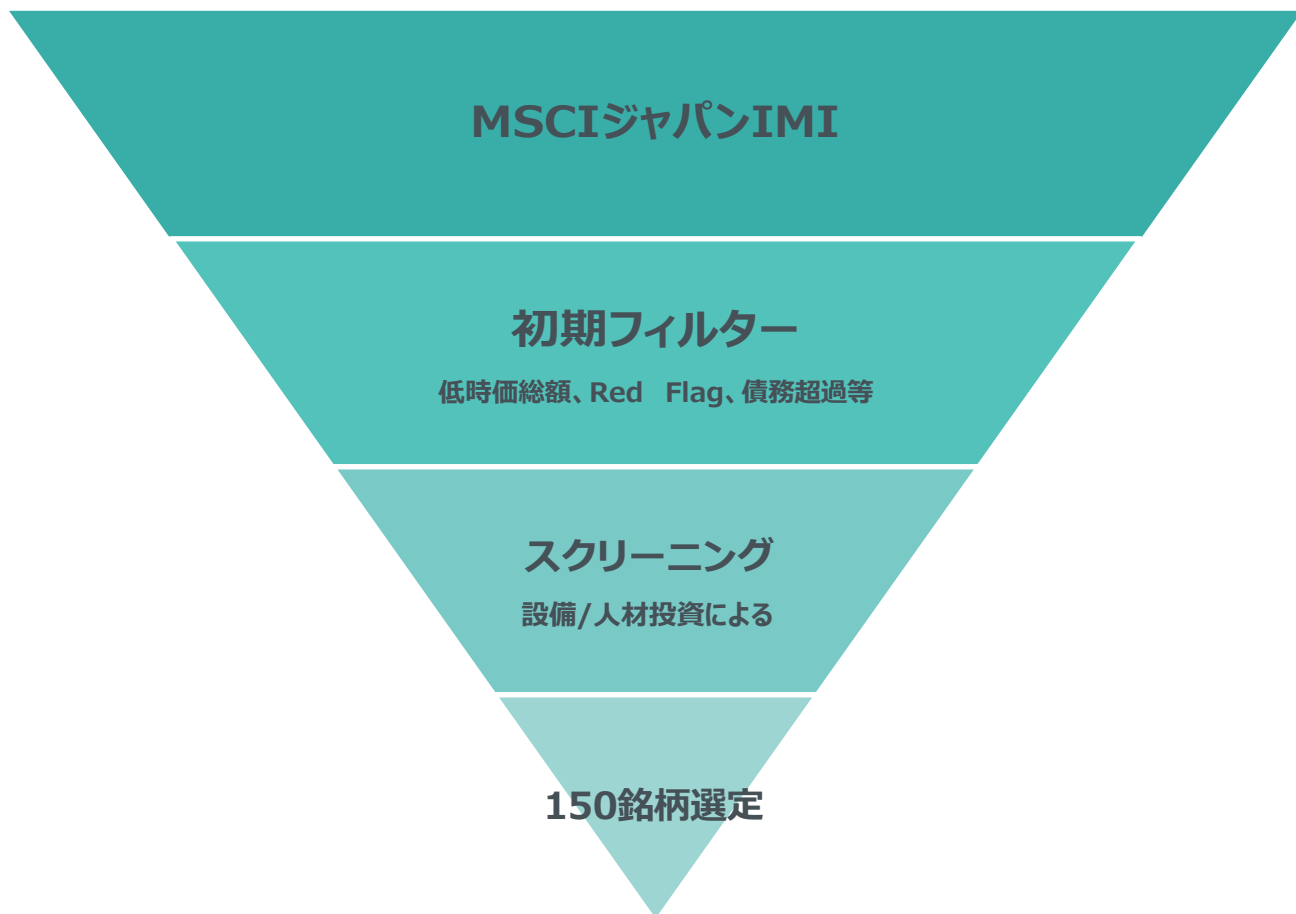 MSCIジャパンIMI
初期フィルター
低時価総額、Red　Flag、債務超過等
スクリーニング
設備/人材投資による
150銘柄選定